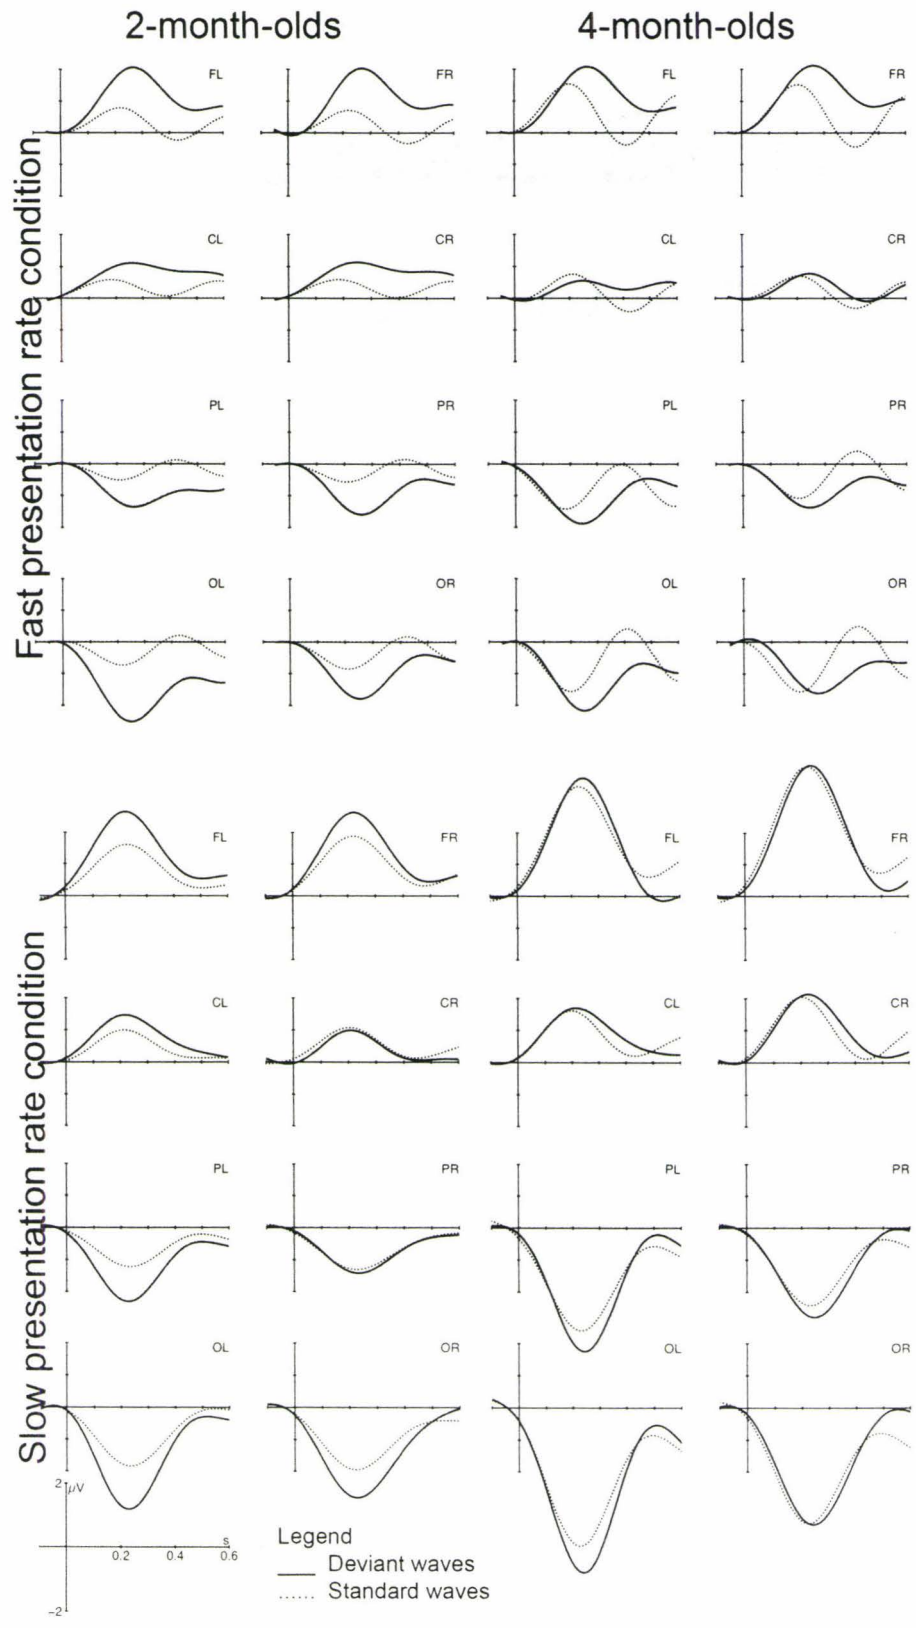 2-month-olds 4-month-olds
Fast presentation rate condition
FL FR FL FR
CL CR CL CR
PL PR PL PR
OL OR OL OR
Slow presentation rate condition
FL FR FL FR
CL CR CL CR
PL PR PL PR
OL OR OL OR
2 µV
s
0.2 0.4 0.6
-2
Legend
Deviant waves
Standard waves